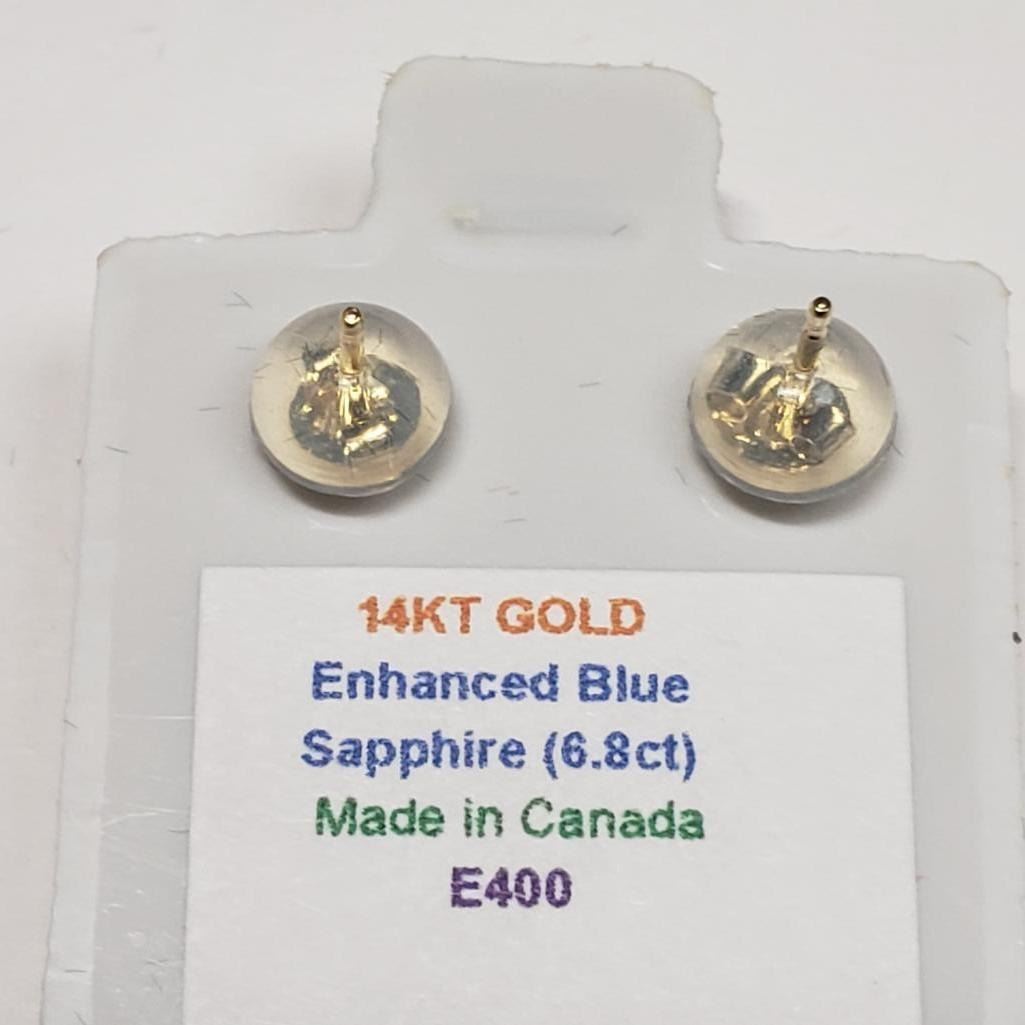 14KT GOLD
Enhanced Blue
Sapphire (6.8ct)
Made in Canada
E400